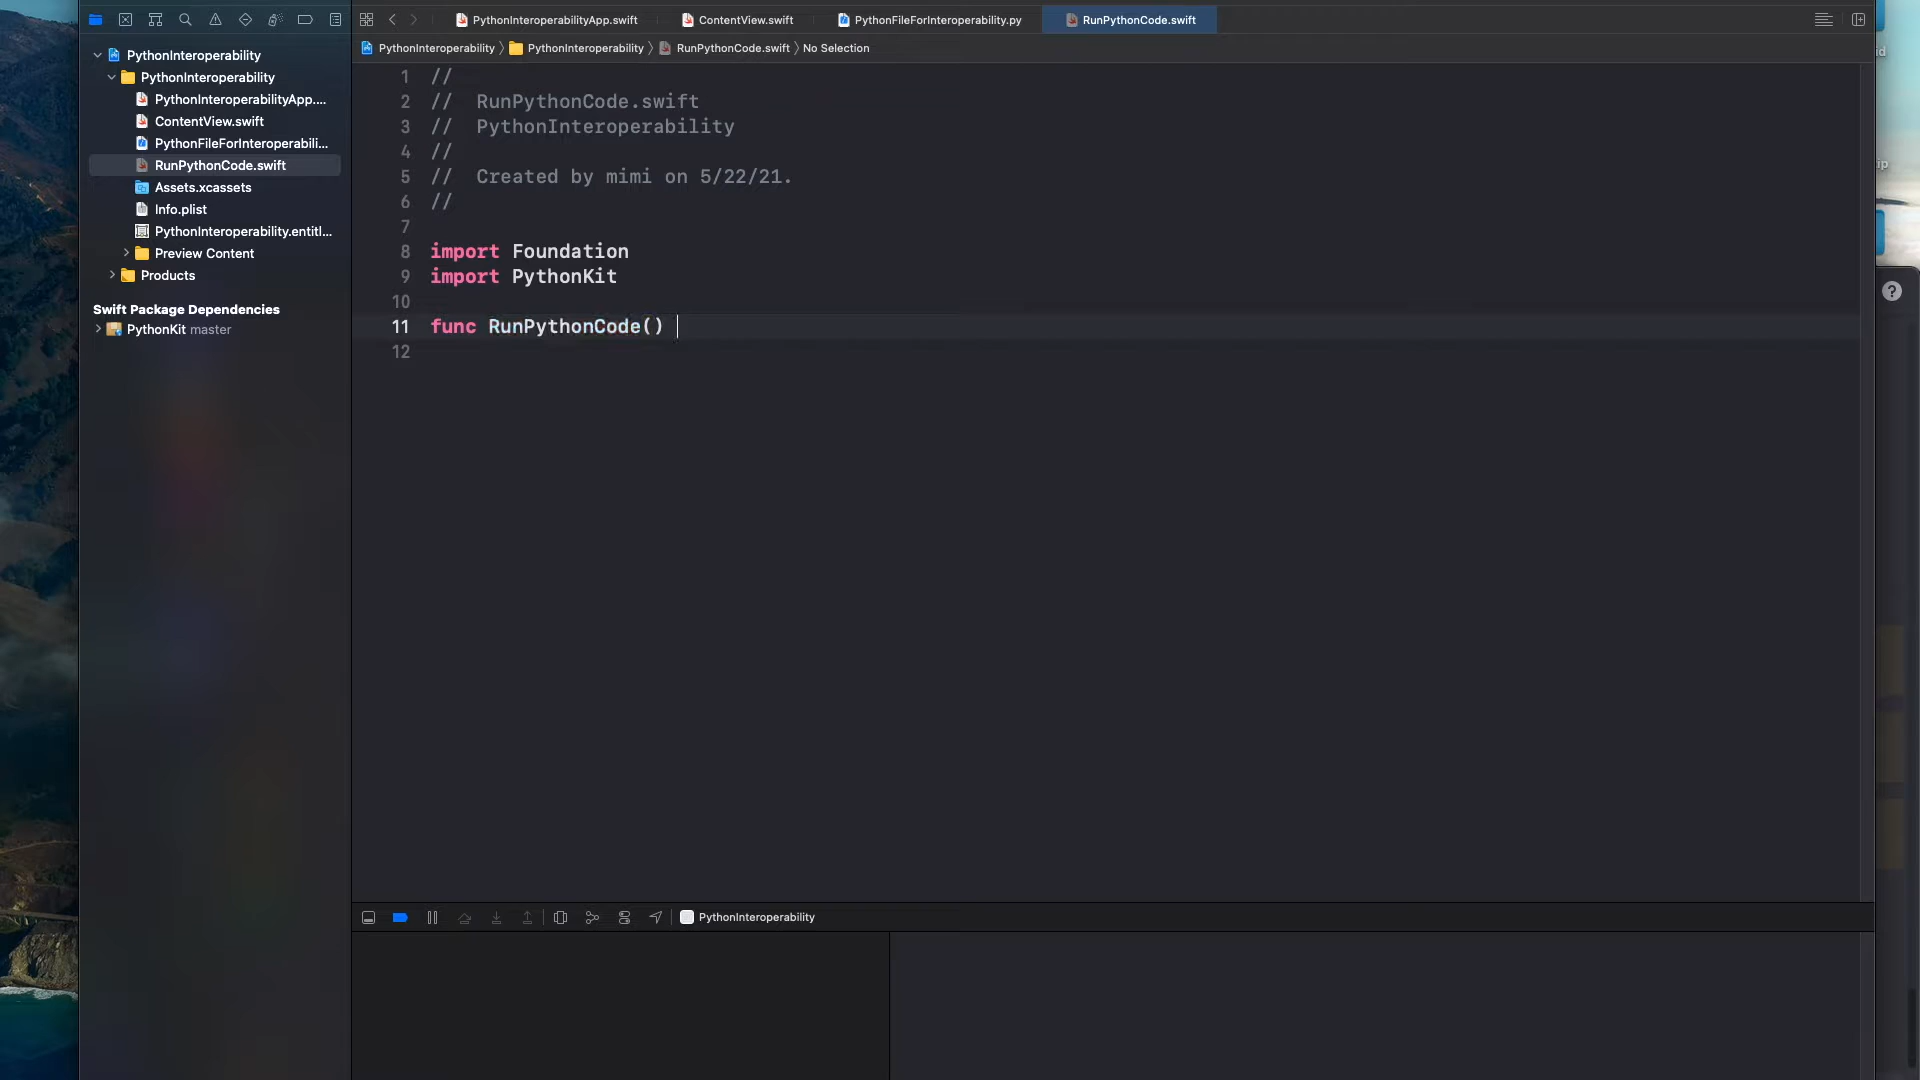 PythonInteroperabilityApp.swift
ContentView.swift
PythonFileForInteroperability.py
RunPythonCode.swift
PythonInteroperability
PythonInteroperability
RunPythonCode.swift
No Selection
PythonInteroperability
PythonInteroperability
PythonInteroperabilityApp....
ContentView.swift
PythonFileForInteroperabili...
RunPythonCode.swift
Assets.xcassets
Info.plist
PythonInteroperability.entitl...
Preview Content
Products
Swift Package Dependencies
PythonKit master
1 //
2 // RunPythonCode.swift
3 // PythonInteroperability
4 //
5 // Created by mimi on 5/22/21.
6 //
7
8 import Foundation
9 import PythonKit
10
11 func RunPythonCode()
12
PythonInteroperability
id
ip
?